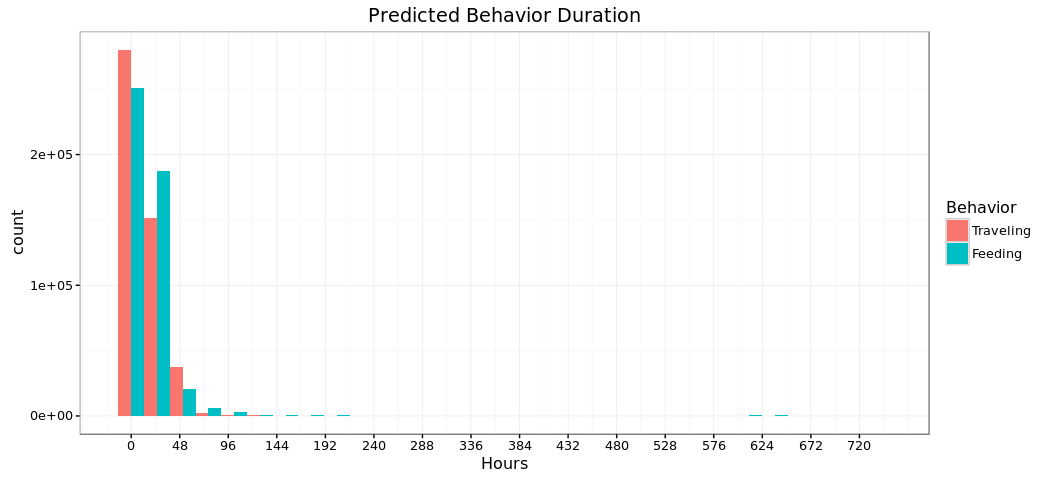 Predicted Behavior Duration
count
2e+05
1e+05
0e+00
0 48 96 144 192 240 288 336 384 432 480 528 576 624 672 720
Hours
Behavior
Traveling
Feeding